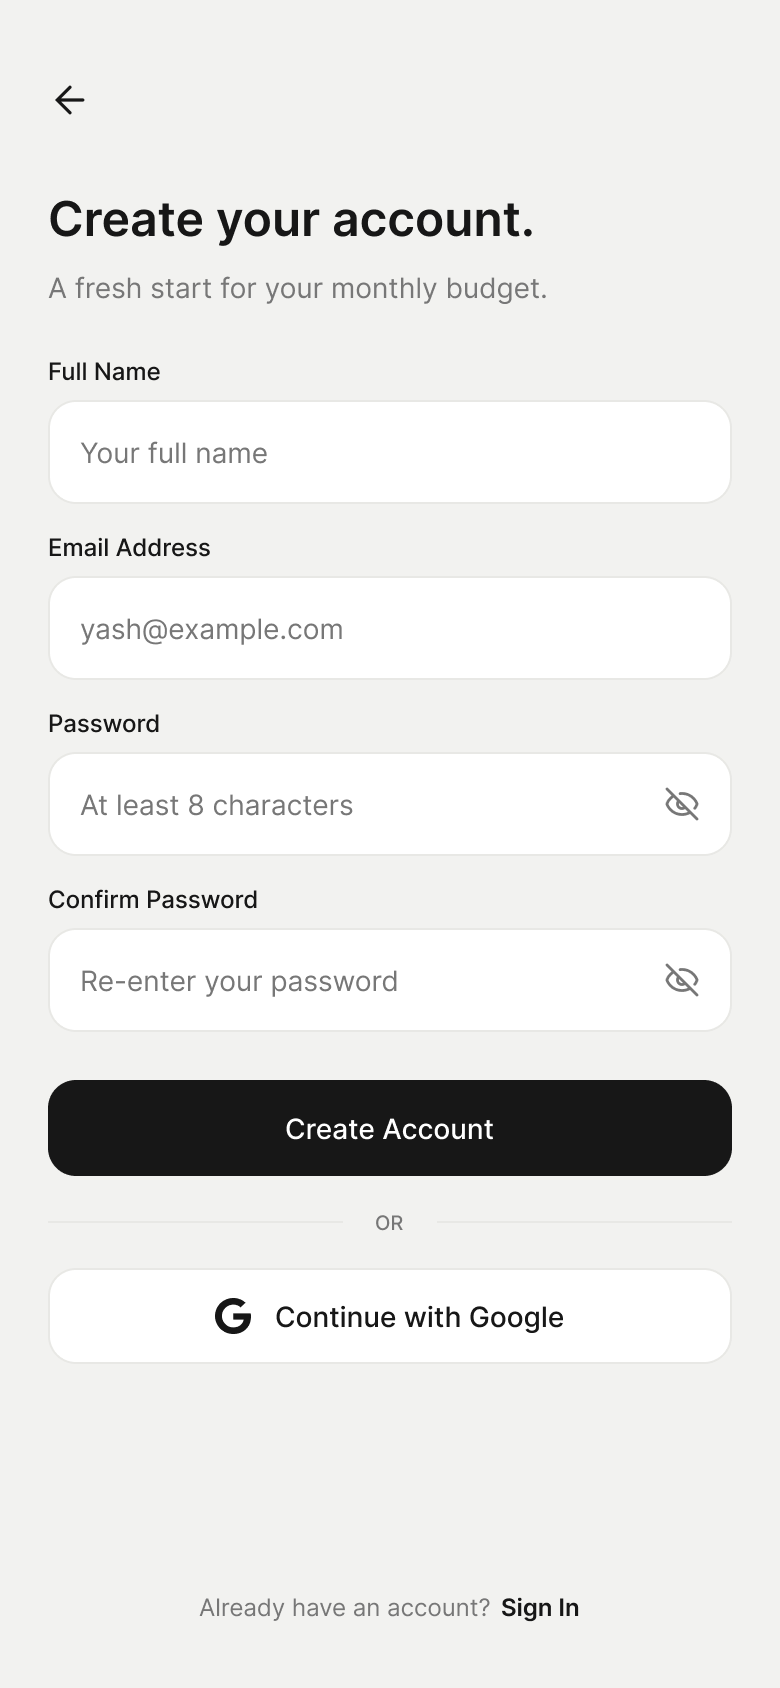 Create your account.
A fresh start for your monthly budget.
Full Name
Your full name
Email Address
yash@example.com
Password
At least 8 characters
Confirm Password
Re-enter your password
Create Account
OR
Continue with Google
Already have an account? Sign In